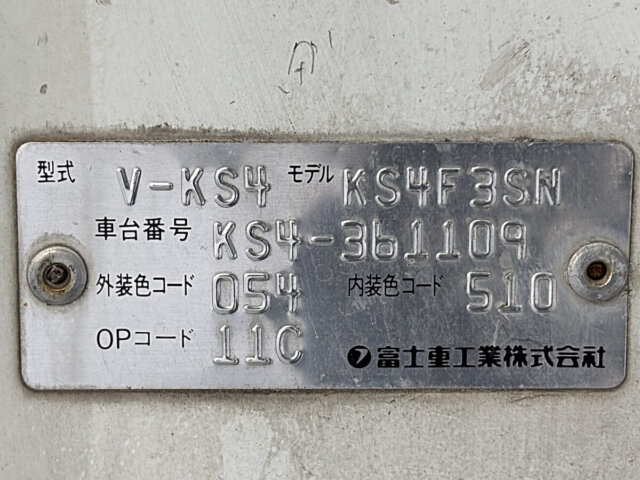 型式 V-KS4 モデル KS4F3SN
車台番号 KS4-361109
外装色コード 054 内装色コード 510
OPコード 11C
富士重工業株式会社